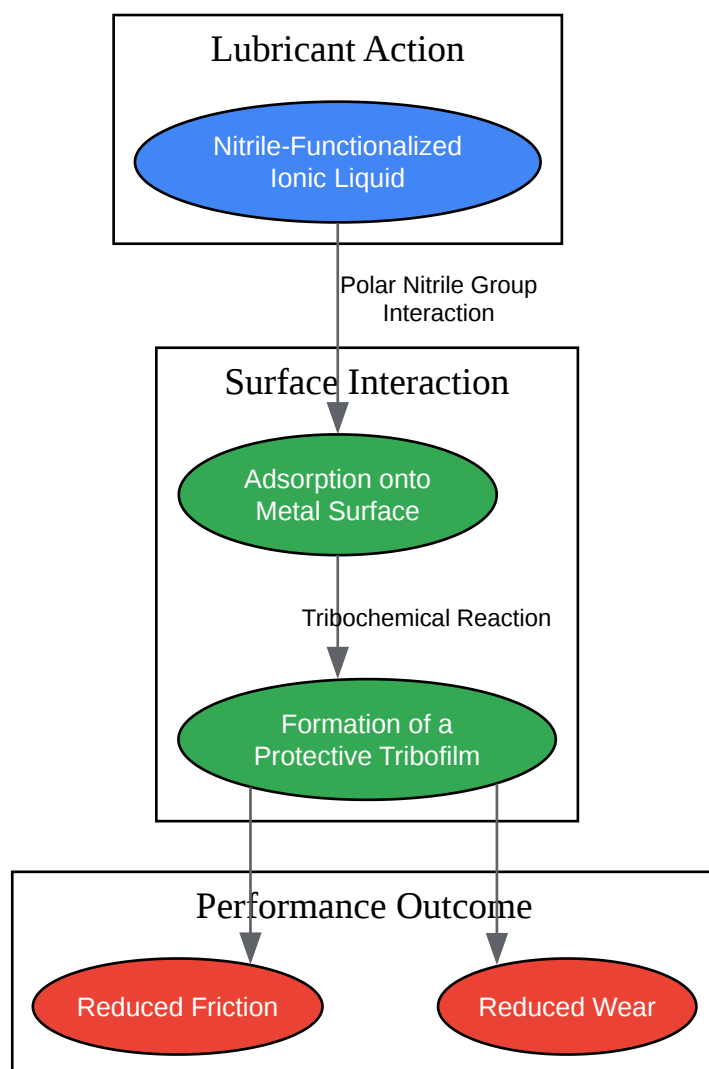 Lubricant Action
Nitrile-Functionalized
Ionic Liquid
Polar Nitrile Group
Interaction
Surface Interaction
Adsorption onto
Metal Surface
Tribochemical Reaction
Formation of a
Protective Tribofilm
Performance Outcome
Reduced Friction
Reduced Wear